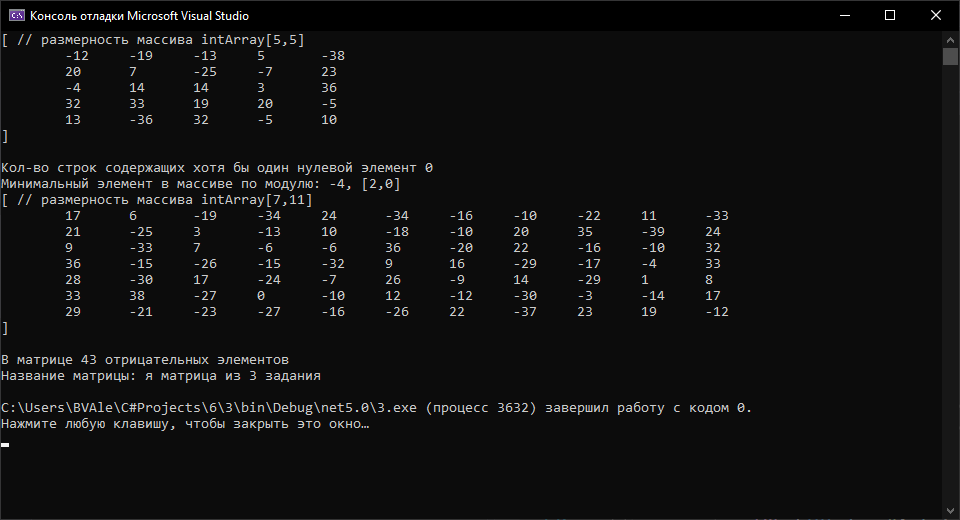 Консоль отладки Microsoft Visual Studio
[ // размерность массива intArray[5,5]
-12 -19 -13 5 -38
20 7 -25 -7 23
-4 14 14 3 36
32 33 19 20 -5
13 -36 32 -5 10
]
Кол-во строк содержащих хотя бы один нулевой элемент 0
Минимальный элемент в массиве по модулю: -4, [2,0]
[ // размерность массива intArray[7,11]
17 6 -19 -34 24 -34 -16 -10 -22 11 -33
21 -25 3 -13 10 -18 -10 20 35 -39 24
9 -33 7 -6 -6 36 -20 22 -16 -10 32
36 -15 -26 -15 -32 9 16 -29 -17 -4 33
28 -30 17 -24 -7 26 -9 14 -29 1 8
33 38 -27 0 -10 12 -12 -30 -3 -14 17
29 -21 -23 -27 -16 -26 22 -37 23 19 -12
]
В матрице 43 отрицательных элементов
Название матрицы: я матрица из 3 задания
C:\Users\BVAle\C#Projects\6\3\bin\Debug\net5.0\3.exe (процесс 3632) завершил работу с кодом 0.
Нажмите любую клавишу, чтобы закрыть это окно…